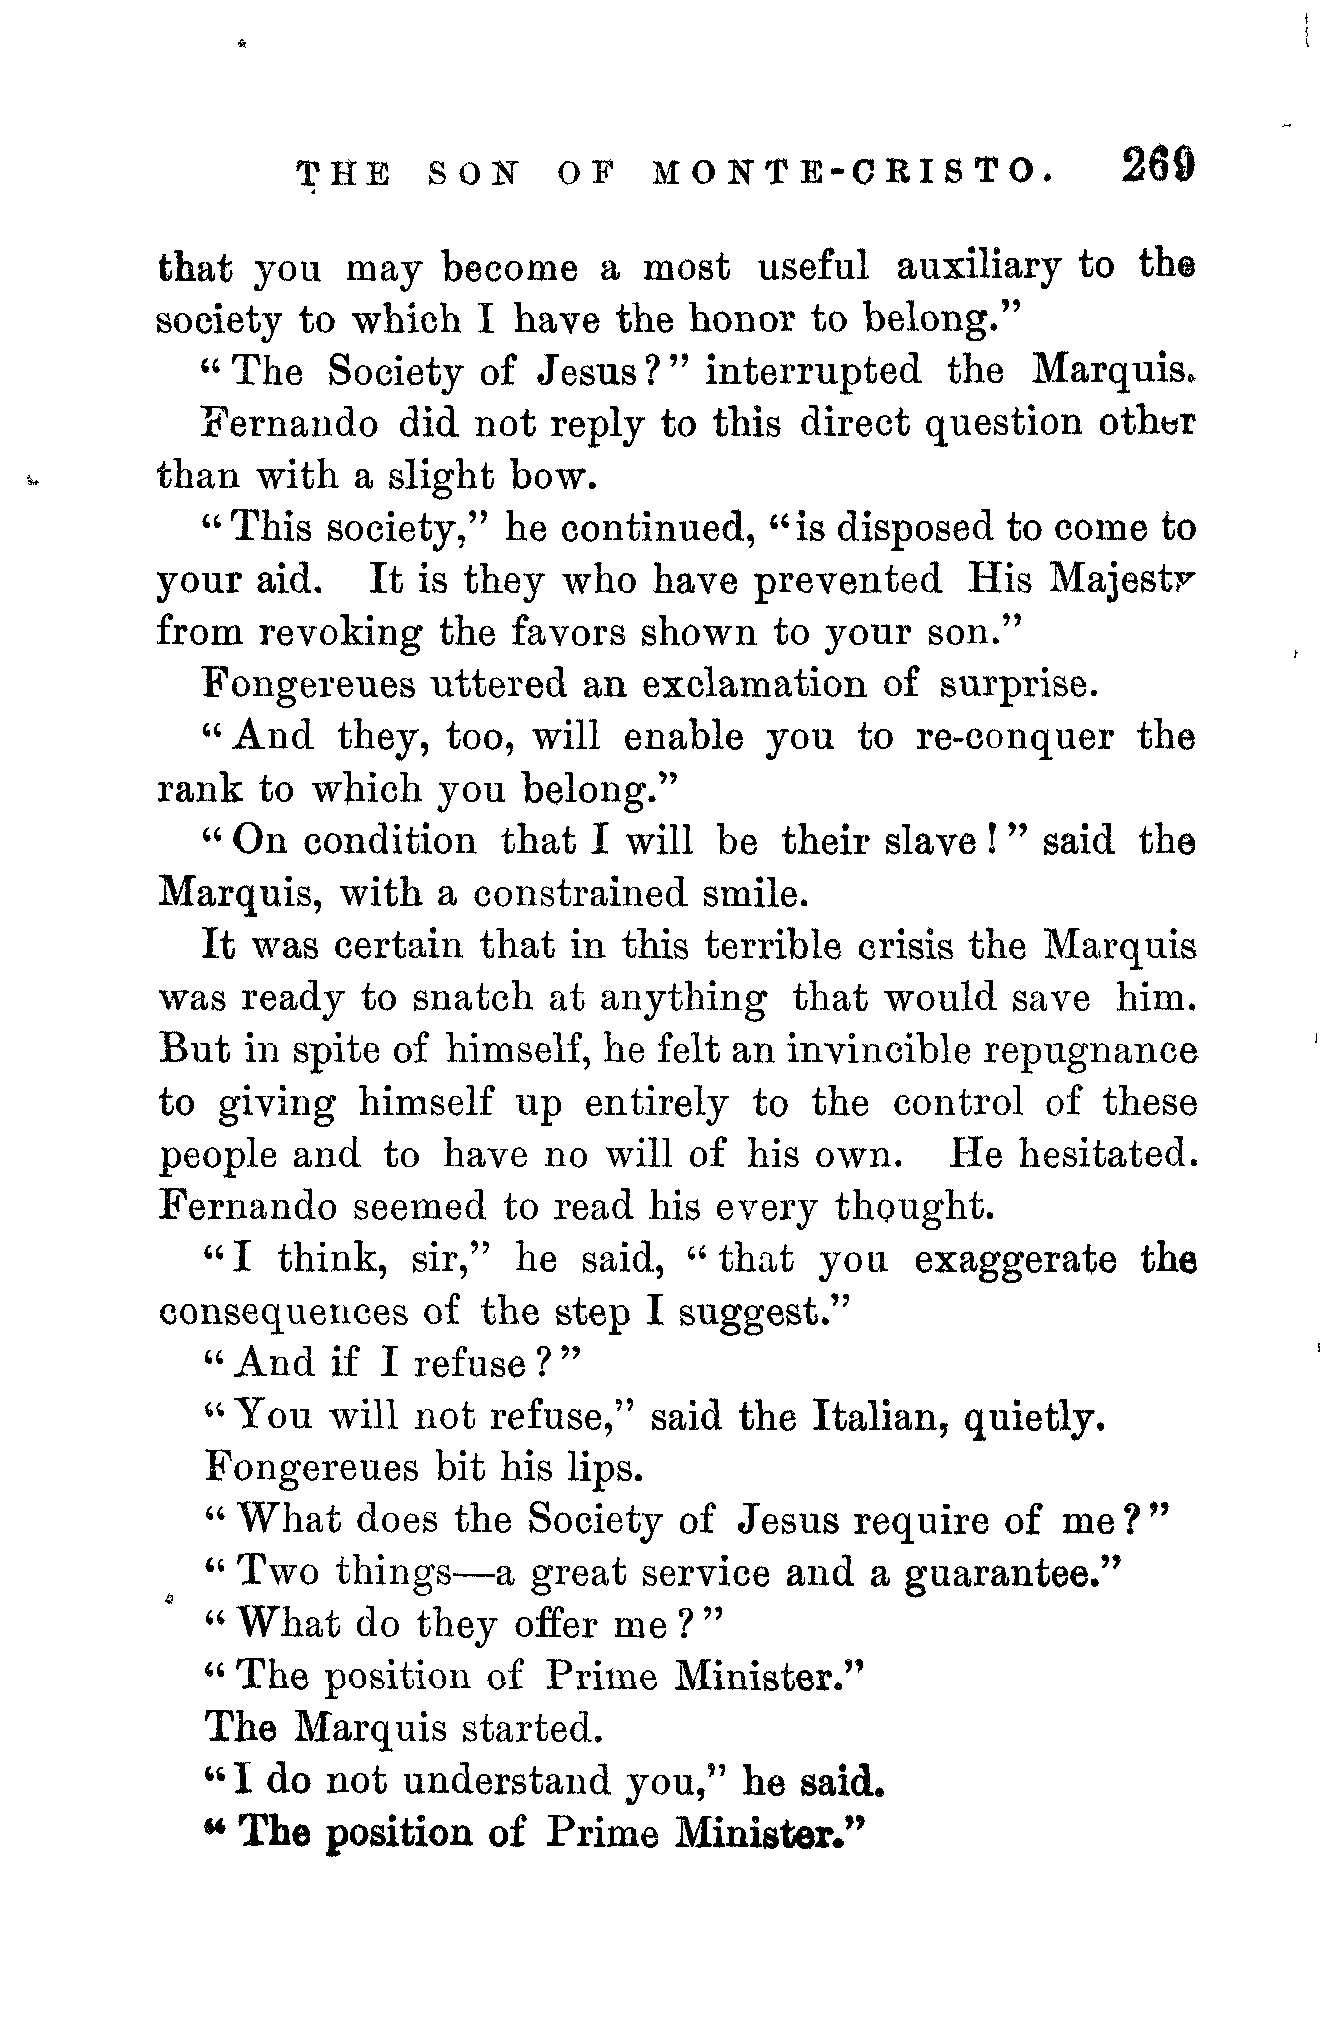 THE SON OF MONTE-CRISTO. 269
that you may become a most useful auxiliary to the
society to which I have the honor to belong.”
“The Society of Jesus?” interrupted the Marquis.
Fernando did not reply to this direct question other
than with a slight bow.
“This society,” he continued, “is disposed to come to
your aid. It is they who have prevented His Majesty
from revoking the favors shown to your son.”
Fongereues uttered an exclamation of surprise.
“And they, too, will enable you to re-conquer the
rank to which you belong.”
“On condition that I will be their slave!” said the
Marquis, with a constrained smile.
It was certain that in this terrible crisis the Marquis
was ready to snatch at anything that would save him.
But in spite of himself, he felt an invincible repugnance
to giving himself up entirely to the control of these
people and to have no will of his own. He hesitated.
Fernando seemed to read his every thought.
“I think, sir,” he said, “that you exaggerate the
consequences of the step I suggest.”
“And if I refuse?”
“You will not refuse,” said the Italian, quietly.
Fongereues bit his lips.
“What does the Society of Jesus require of me?”
“Two things—a great service and a guarantee.”
“What do they offer me?”
“The position of Prime Minister.”
The Marquis started.
“I do not understand you,” he said.
“The position of Prime Minister.”